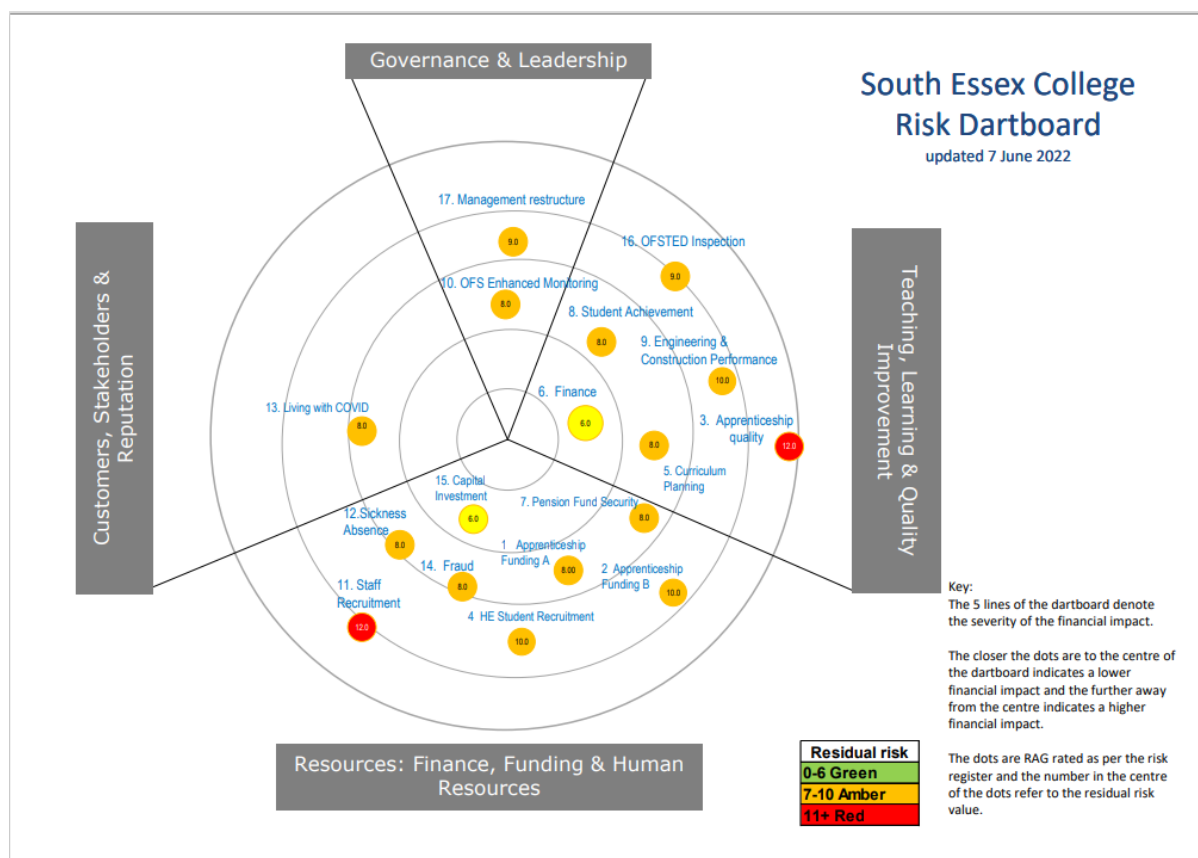 Governance & Leadership
South Essex College
Risk Dartboard
updated 7 June 2022
17. Management restructure
9.0
16. OFSTED Inspection
9.0
10. OFS Enhanced Monitoring
8.0
8. Student Achievement
8.0
9. Engineering &
Construction Performance
10.0
Customers, Stakeholders &
Reputation
Teaching, Learning & Quality
Improvement
13. Living with COVID
8.0
6.  Finance
6.0
3.  Apprenticeship
quality
12.0
8.0
5. Curriculum
Planning
15. Capital
Investment
6.0
7. Pension Fund Security
8.0
12.Sickness
Absence
8.0
1   Apprenticeship
Funding A
8.00
14.  Fraud
8.0
2  Apprenticeship
Funding B
10.0
11. Staff
Recruitment
12.0
4  HE Student Recruitment
10.0
Resources: Finance, Funding & Human
Resources
Key:
The 5 lines of the dartboard denote
the severity of the financial impact.
The closer the dots are to the centre of
the dartboard indicates a lower
financial impact and the further away
from the centre indicates a higher
financial impact.
The dots are RAG rated as per the risk
register and the number in the centre
of the dots refer to the residual risk
value.
Residual risk
0-6 Green
7-10 Amber
11+ Red